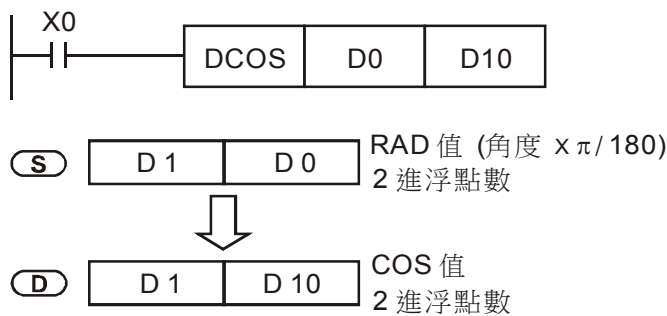 X0
DCOS D0 D10
S D 1 D 0 RAD 值 (角度 x π/180)
2 進浮點數
D D 1 D 10 COS 值
2 進浮點數